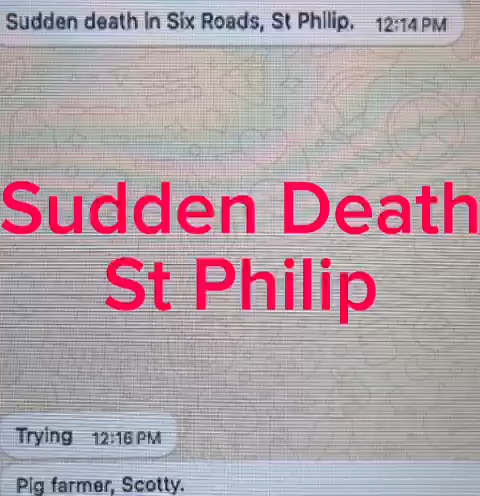 Sudden death in Six Roads, St Philip. 12:14 PM
Sudden Death
St Philip
Trying 12:16 PM
Pig farmer, Scotty.